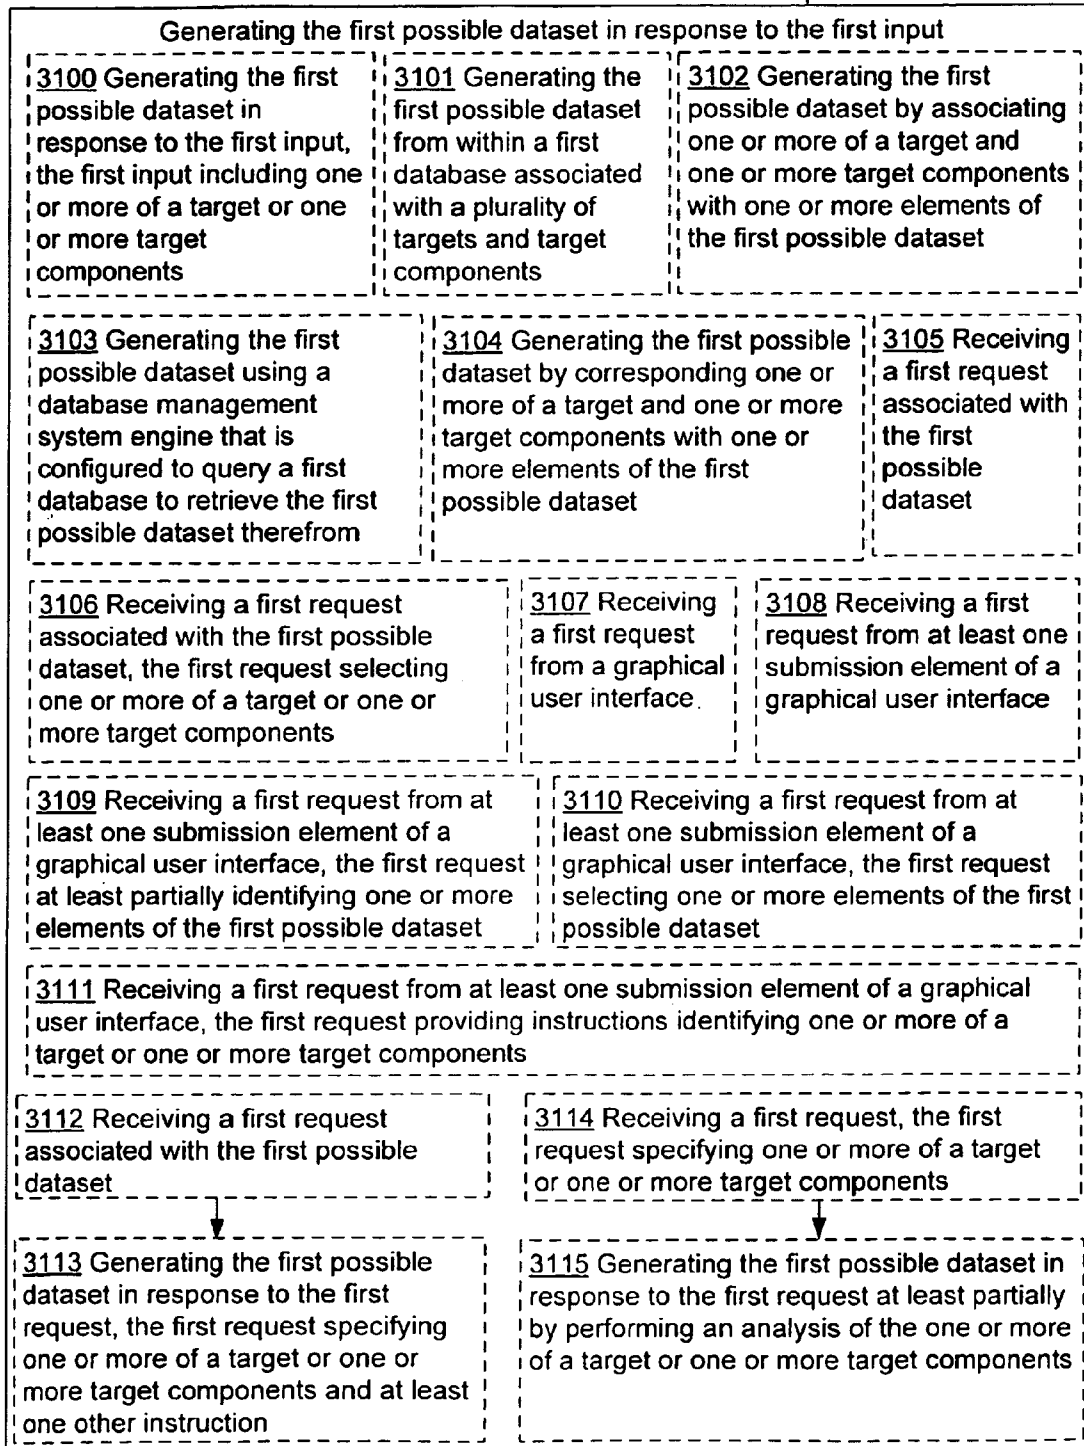 Generating the first possible dataset in response to the first input
3100 Generating the first
possible dataset in
response to the first input,
the first input including one
or more of a target or one
or more target
components
3101 Generating the
first possible dataset
from within a first
database associated
with a plurality of
targets and target
components
3102 Generating the first
possible dataset by associating
one or more of a target and
one or more target components
with one or more elements of
the first possible dataset
3103 Generating the first
possible dataset using a
database management
system engine that is
configured to query a first
database to retrieve the first
possible dataset therefrom
3104 Generating the first possible
dataset by corresponding one or
more of a target and one or more
target components with one or
more elements of the first
possible dataset
3105 Receiving
a first request
associated with
the first
possible
dataset
3106 Receiving a first request
associated with the first possible
dataset, the first request selecting
one or more of a target or one or
more target components
3107 Receiving
a first request
from a graphical
user interface.
3108 Receiving a first
request from at least one
submission element of a
graphical user interface
3109 Receiving a first request from at
least one submission element of a
graphical user interface, the first request
at least partially identifying one or more
elements of the first possible dataset
3110 Receiving a first request from at
least one submission element of a
graphical user interface, the first request
selecting one or more elements of the first
possible dataset
3111 Receiving a first request from at least one submission element of a graphical
user interface, the first request providing instructions identifying one or more of a
target or one or more target components
3112 Receiving a first request
associated with the first possible
dataset
3114 Receiving a first request, the first
request specifying one or more of a target
or one or more target components
3113 Generating the first possible
dataset in response to the first
request, the first request specifying
one or more of a target or one or
more target components and at least
one other instruction
3115 Generating the first possible dataset in
response to the first request at least partially
by performing an analysis of the one or more
of a target or one or more target components